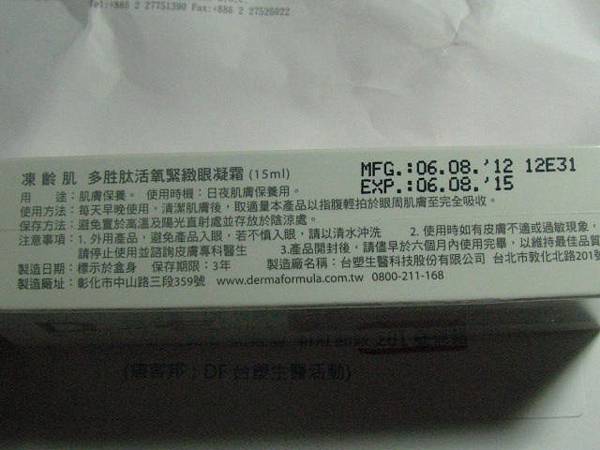 Tel:+886 2 27751390 Fax:+886 2 27526022
凍齡肌 多胜肽活氧緊緻眼凝霜 (15ml)
MFG.:06.08.'12 12E31
EXP.:06.08.'15
用　　途：肌膚保養。 使用時機：日夜肌膚保養用。
使用方法：每天早晚使用。清潔肌膚後，取適量本產品以指腹輕拍於眼周肌膚至完全吸收。
保存方法：避免置於高溫及陽光直射處並存放於陰涼處。
注意事項：1. 外用產品，避免產品入眼，若不慎入眼，請以清水沖洗 2. 使用時如有皮膚不適或過敏現象，
請停止使用並諮詢皮膚專科醫生 3.產品開封後，請儘早於六個月內使用完畢，以維持最佳品質
製造日期：標示於盒身 保存期限：3年 製造廠名稱：台塑生醫科技股份有限公司 台北市敦化北路201號
製造廠址：彰化市中山路三段359號 www.dermaformula.com.tw 0800-211-168
DF 台塑生醫活動)